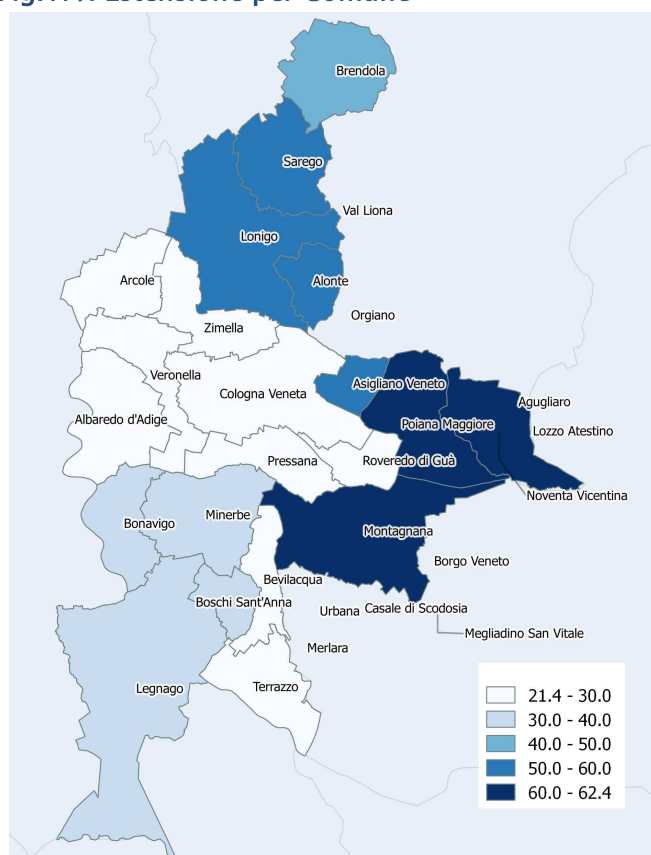 Brendola
Sarego
Val Liona
Lonigo
Arcole
Alonte
Orgiano
Zimella
Veronella
Asigliano Veneto
Cologna Veneta
Agugliaro
Albaredo d'Adige
Poiana Maggiore
Lozzo Atestino
Pressana
Roveredo di Guà
Noventa Vicentina
Bonavigo
Minerbe
Montagnana
Borgo Veneto
Bevilacqua
Boschi Sant'Anna
Urbana
Casale di Scodosia
Megliadino San Vitale
Merlara
Legnago
Terrazzo
21.4 - 30.0
30.0 - 40.0
40.0 - 50.0
50.0 - 60.0
60.0 - 62.4